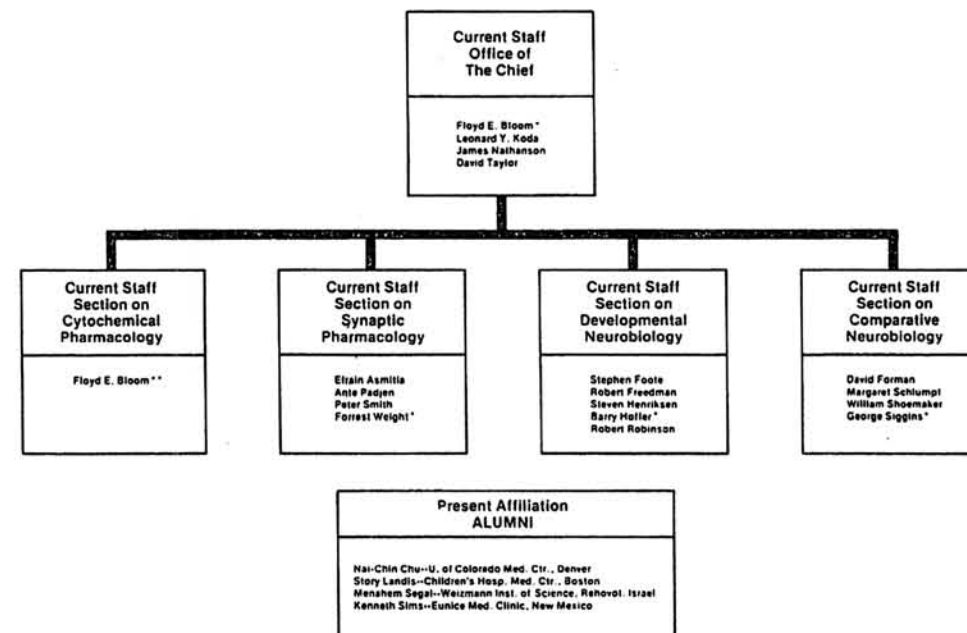 Current Staff
Office of
The Chief
Floyd E. Bloom*
Leonard Y. Koda
James Nathanson
David Taylor
Current Staff
Section on
Cytochemical
Pharmacology
Floyd E. Bloom**
Current Staff
Section on
Synaptic
Pharmacology
Efrain Asmitia
Ante Padjen
Peter Smith
Forrest Weight*
Current Staff
Section on
Developmental
Neurobiology
Stephen Foote
Robert Freedman
Steven Henriksen
Barry Hoffer*
Robert Robinson
Current Staff
Section on
Comparative
Neurobiology
David Forman
Margaret Schlumpf
William Shoemaker
George Siggins*
Present Affiliation
ALUMNI
Nai-Chin Chu--U. of Colorado Med. Ctr., Denver
Story Landis--Children's Hosp. Med. Ctr., Boston
Menahem Segal--Weizmann Inst. of Science, Rehovol. Israel
Kenneth Sims--Eunice Med. Clinic, New Mexico